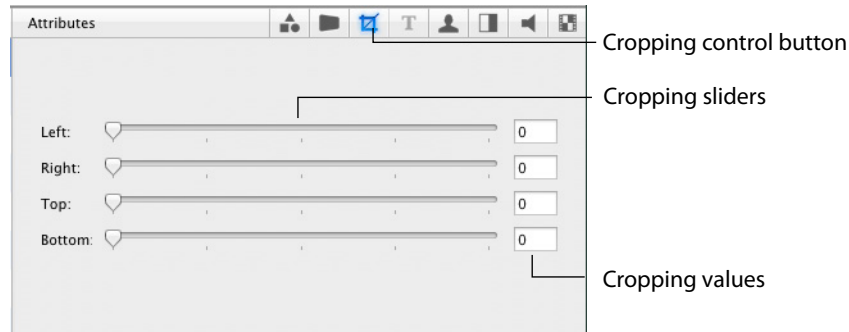 Attributes
T
Cropping control button
Cropping sliders
Left: 0
Right: 0
Top: 0
Bottom: 0
Cropping values